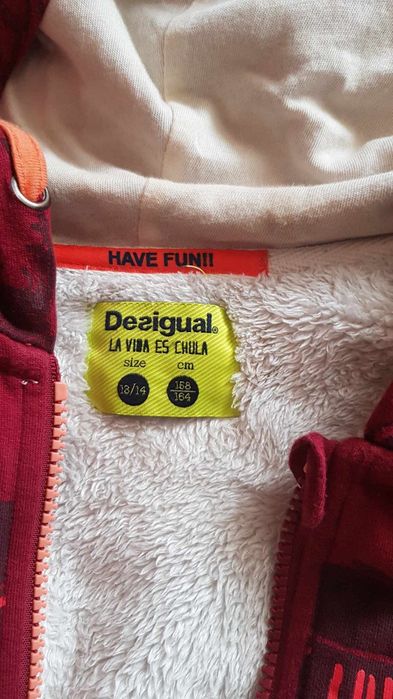 HAVE FUN!!
Desigual®
LA VIDA ES CHULA
size cm
13/14 158
164